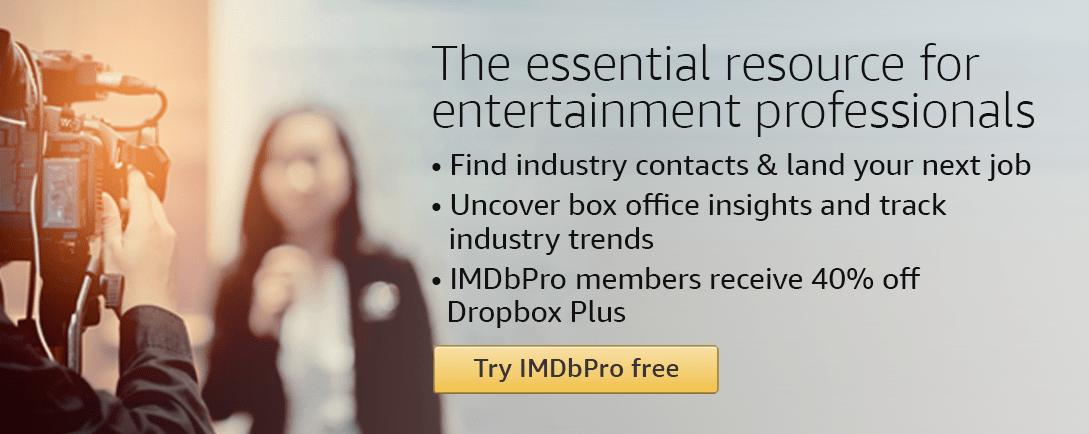 The essential resource for
entertainment professionals
• Find industry contacts & land your next job
• Uncover box office insights and track
industry trends
• IMDbPro members receive 40% off
Dropbox Plus
Try IMDbPro free